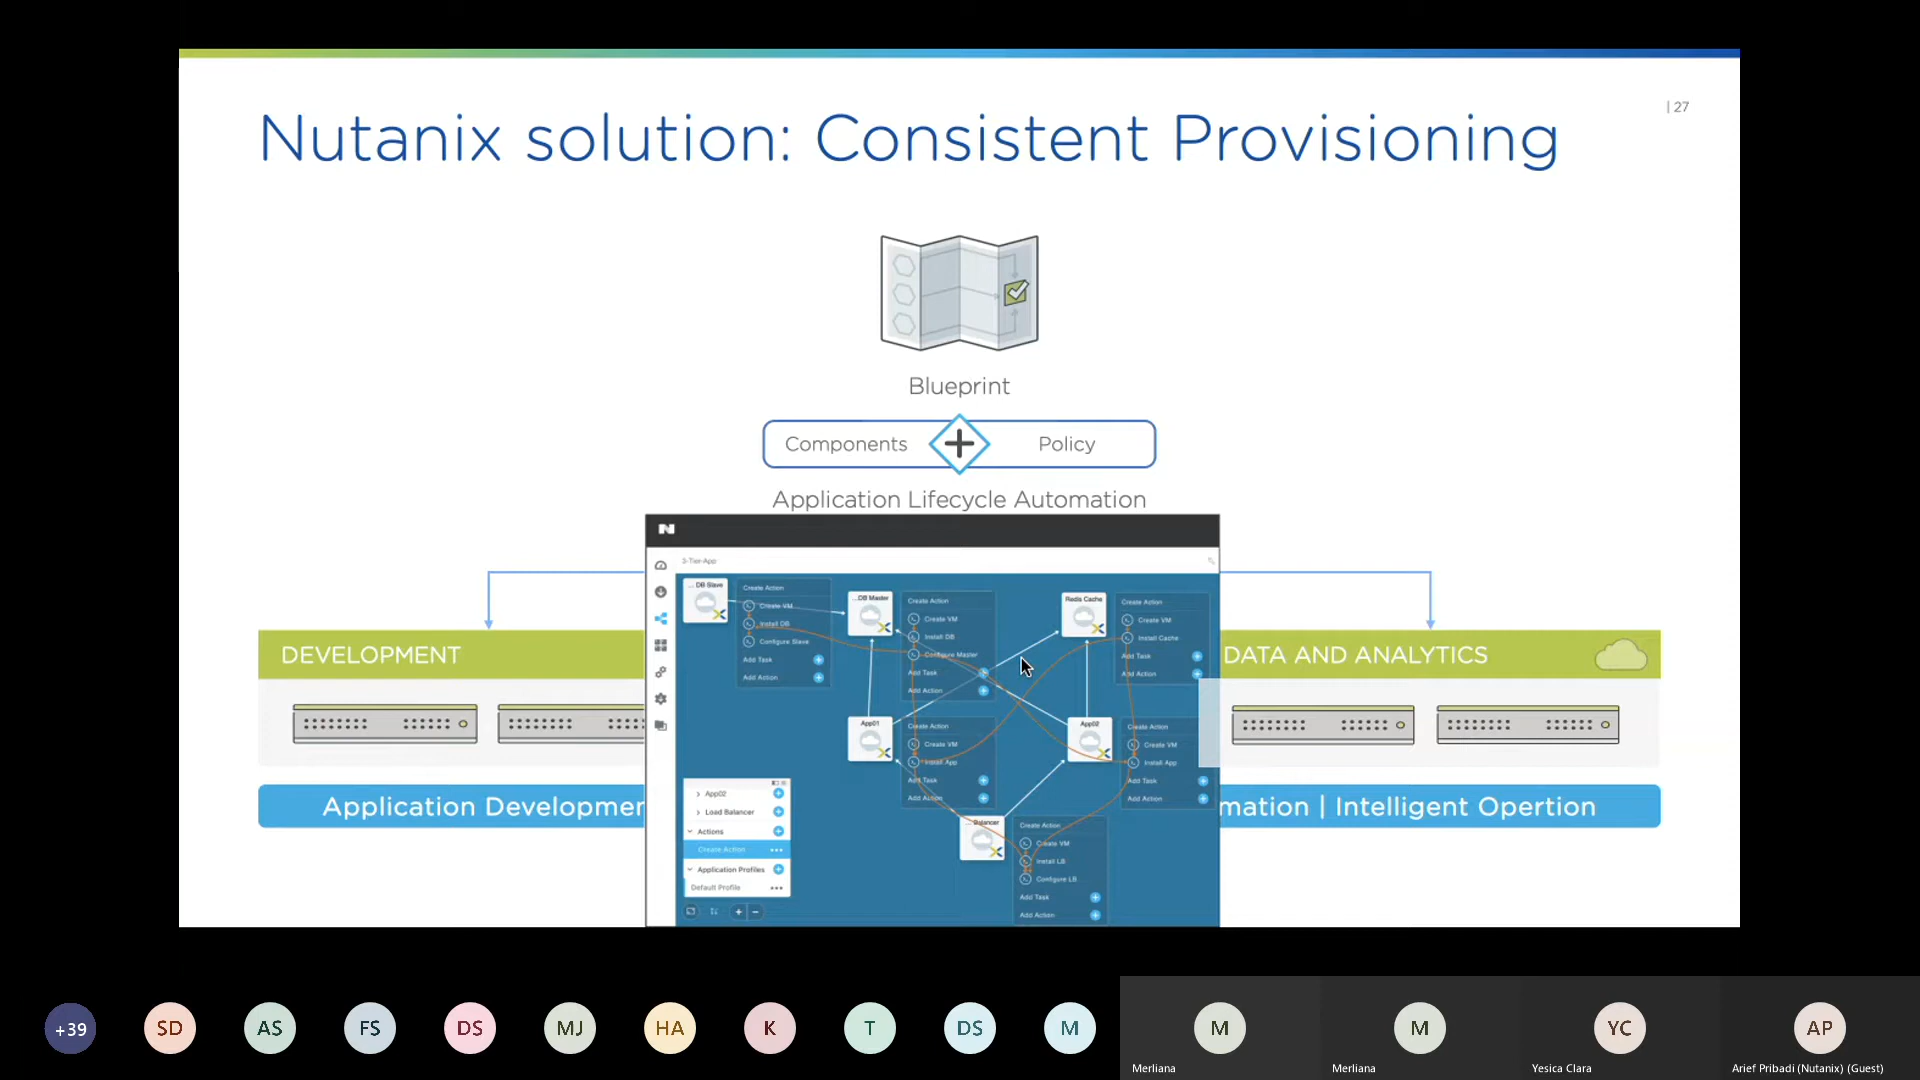 | 27
Nutanix solution: Consistent Provisioning
Blueprint
Components + Policy
Application Lifecycle Automation
N
3-Tier-App
DEVELOPMENT
DATA AND ANALYTICS
... DB Slave
Create Action
Create VM
Install DB
Configure Slave
Add Task
Add Action
...DB Master
Create Action
Create VM
Install DB
Configure Master
Add Task
Add Action
Redis Cache
Create Action
Create VM
Install Cache
Add Task
Add Action
App01
Create Action
Create VM
Install App
Add Task
Add Action
App02
Create Action
Create VM
Install App
Add Task
Add Action
... Balancer
Create Action
Create VM
Install LB
Configure LB
Add Task
Add Action
App02
Load Balancer
Actions
Create Action
Application Profiles
Default Profile
Application Developmen
mation | Intelligent Opertion
+39
SD
AS
FS
DS
MJ
HA
K
T
DS
M
M
Merliana
M
Merliana
YC
Yesica Clara
AP
Arief Pribadi (Nutanix) (Guest)